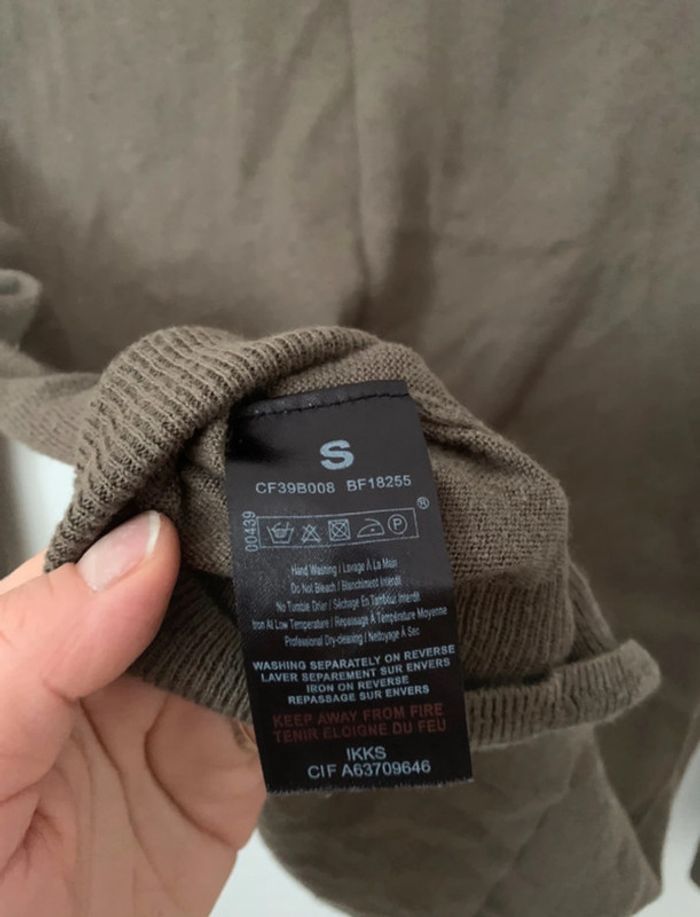 S
CF39B008 BF18255
®
00439
P
Hand Washing / Lavage À La Main
Do Not Bleach / Blanchiment Interdit
No Tumble Drier / Séchage En Tambour Interdit
Iron At Low Temperature / Repassage À Température Moyenne
Professional Dry-cleaning / Nettoyage À Sec
WASHING SEPARATELY ON REVERSE
LAVER SEPAREMENT SUR ENVERS
IRON ON REVERSE
REPASSAGE SUR ENVERS
KEEP AWAY FROM FIRE
TENIR ELOIGNE DU FEU
IKKS
CIF A63709646